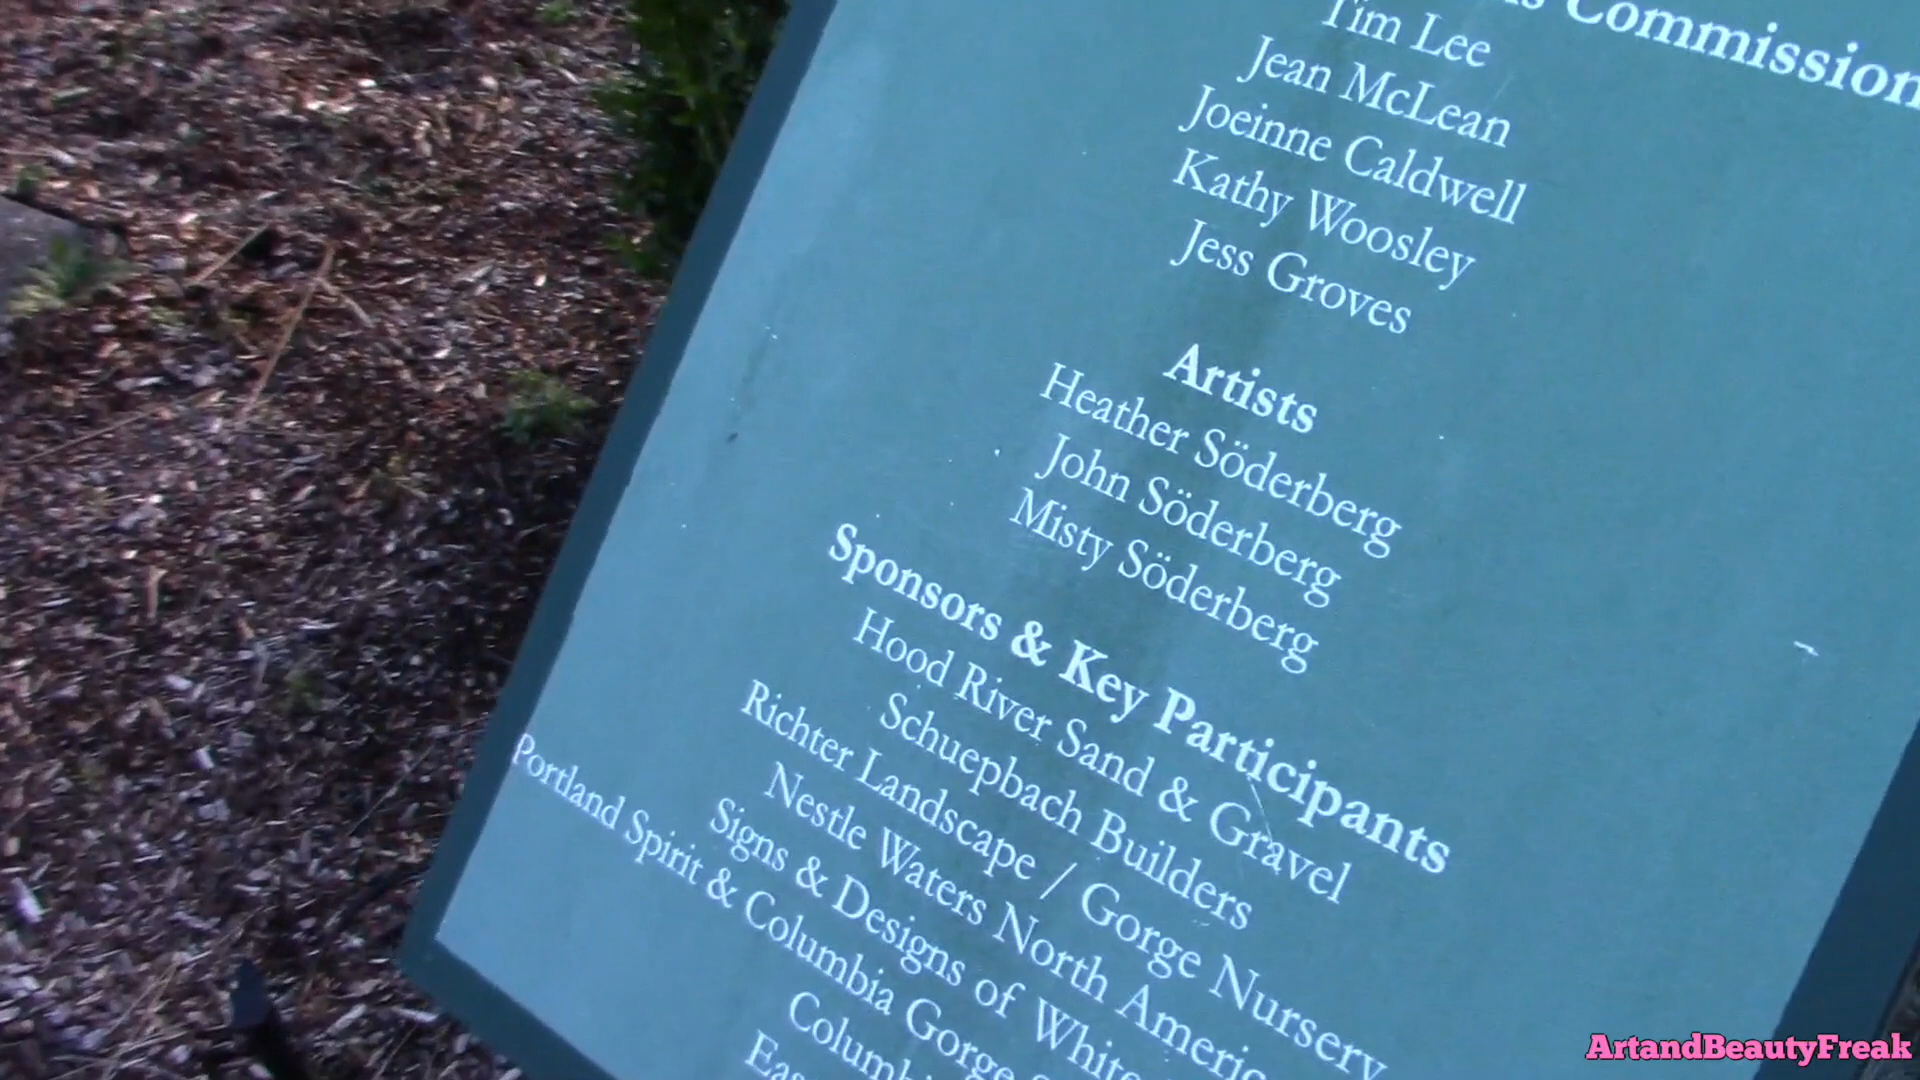 Commission
Tim Lee
Jean McLean
Joeinne Caldwell
Kathy Woosley
Jess Groves
Artists
Heather Söderberg
John Söderberg
Misty Söderberg
Sponsors & Key Participants
Hood River Sand & Gravel
Schuepbach Builders
Richter Landscape / Gorge Nursery
Nestle Waters North Americ
Signs & Designs of White
Portland Spirit & Columbia Gorge
Columbi
Eas
ArtandBeautyFreak